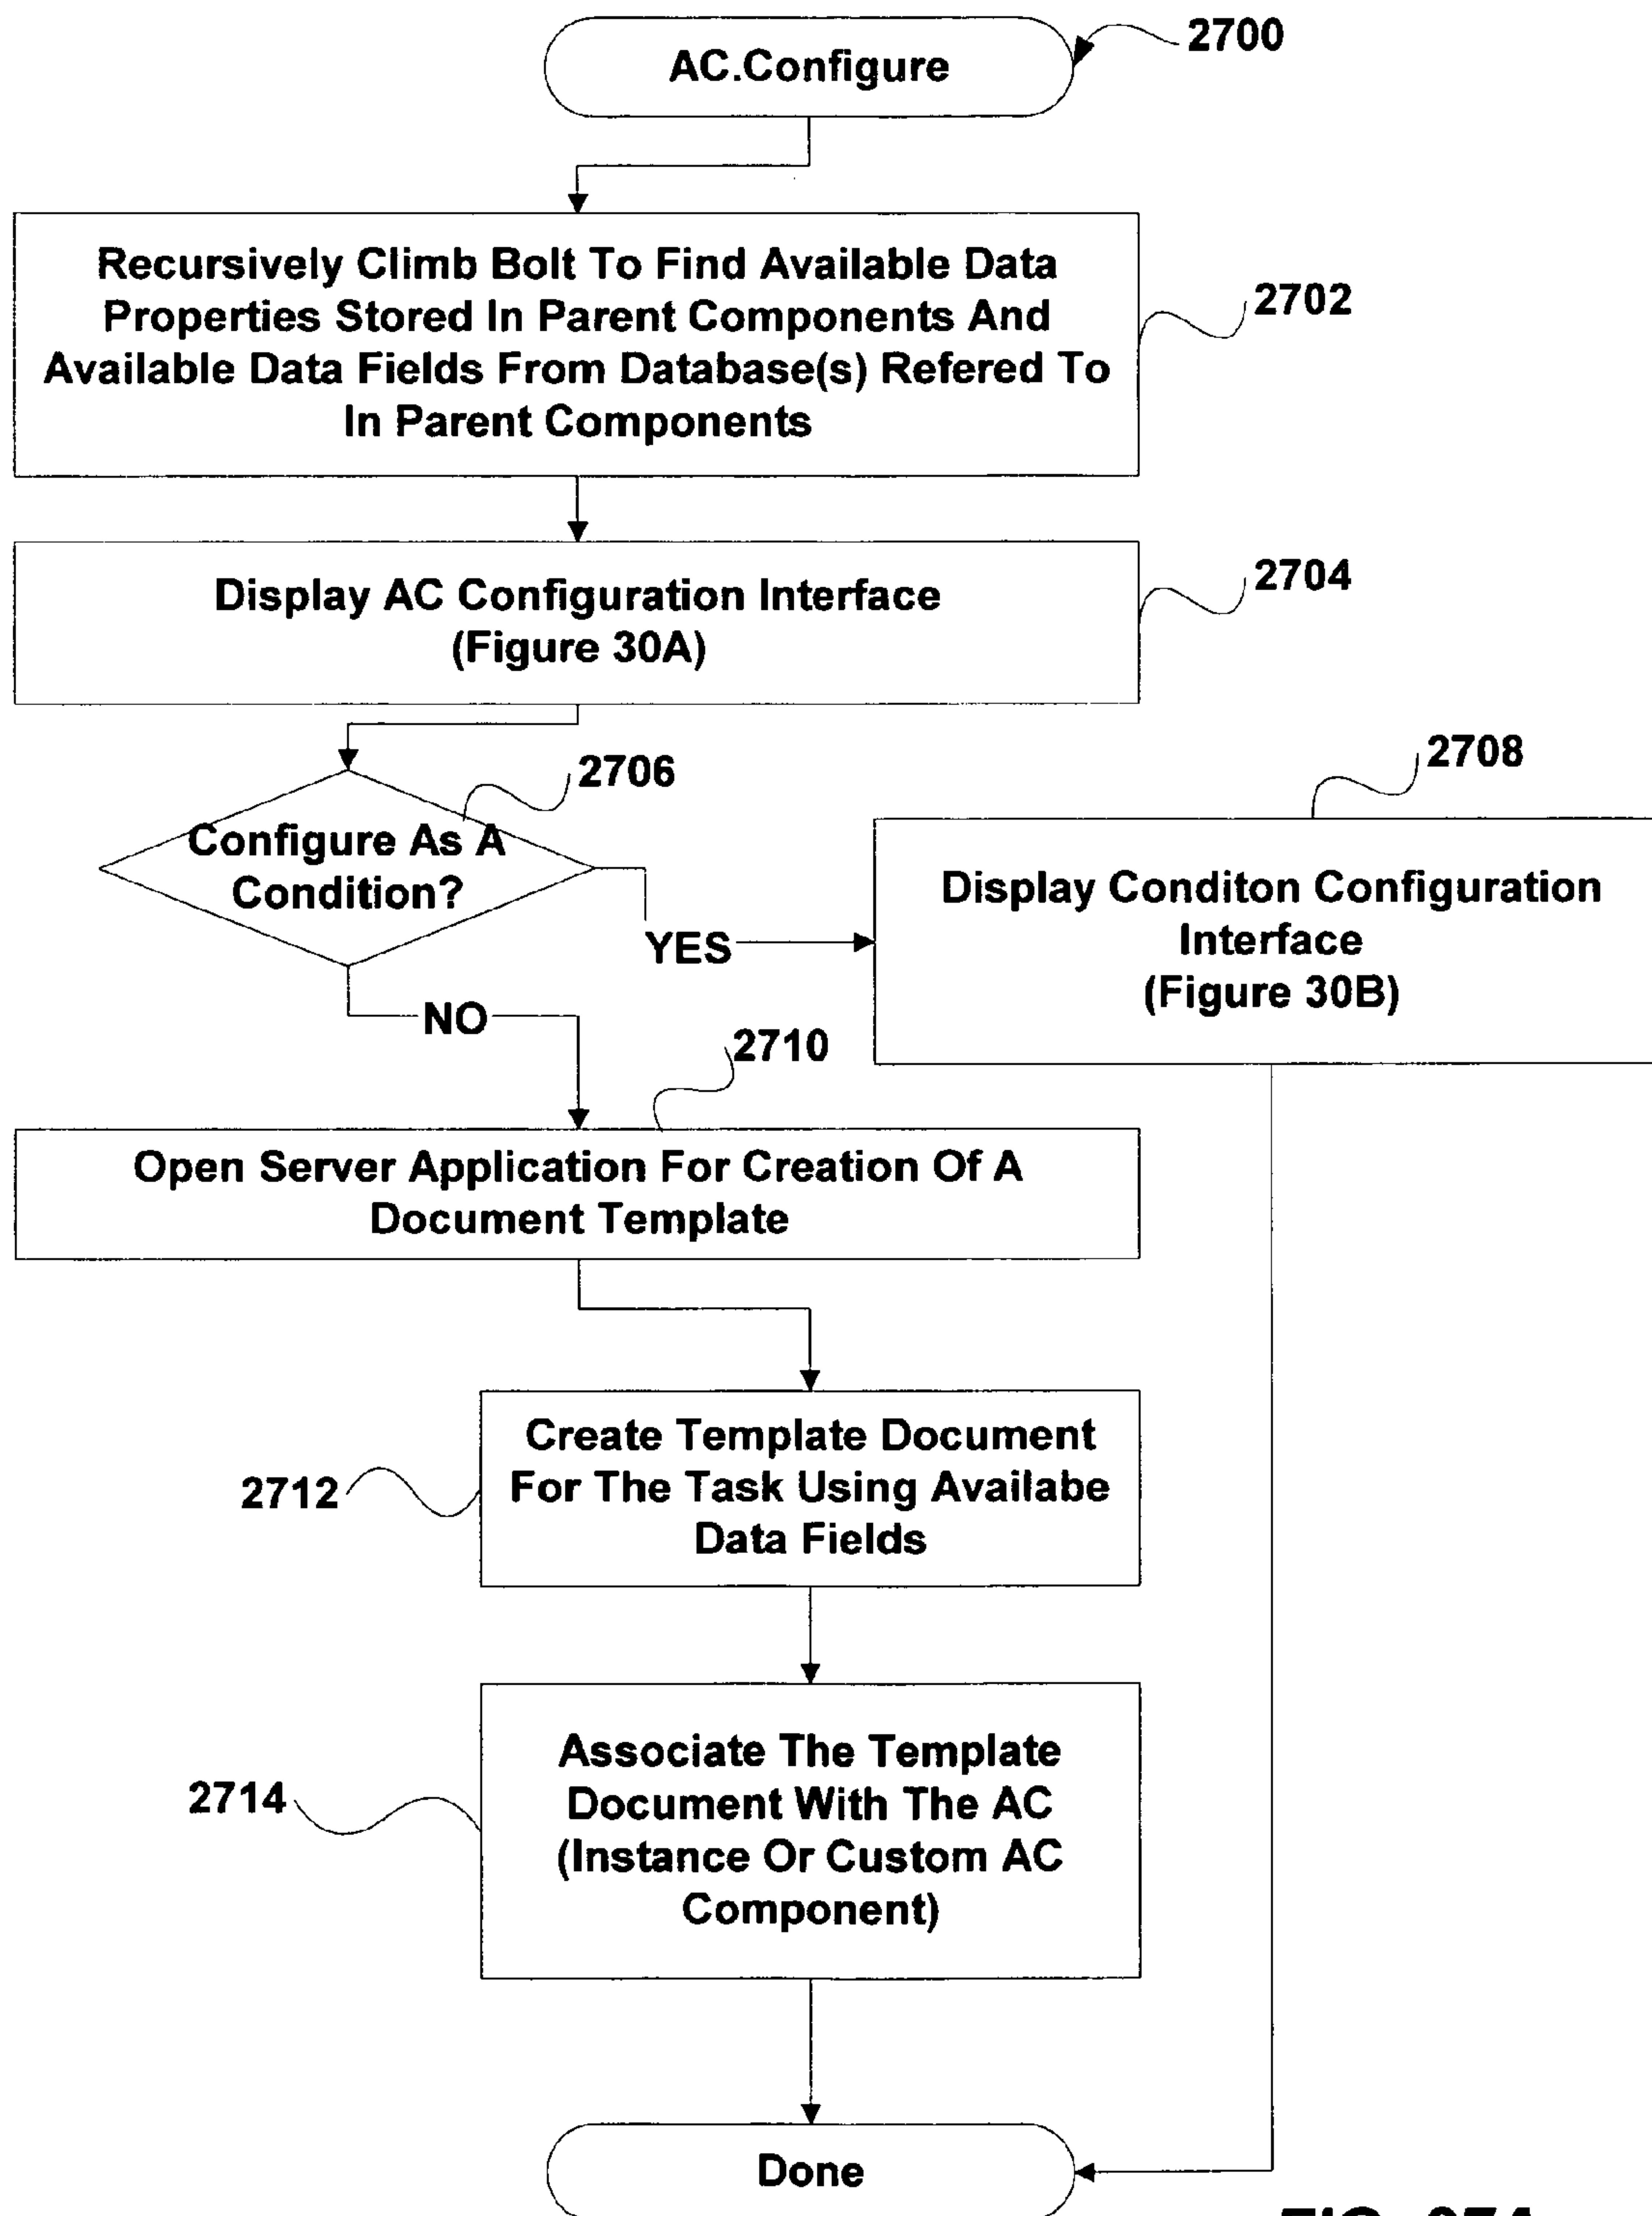 AC.Configure
2700
Recursively Climb Bolt To Find Available Data
Properties Stored In Parent Components And
Available Data Fields From Database(s) Refered To
In Parent Components
2702
Display AC Configuration Interface
(Figure 30A)
2704
2706
Configure As A
Condition?
2708
Display Conditon Configuration
Interface
(Figure 30B)
YES
NO
2710
Open Server Application For Creation Of A
Document Template
Create Template Document
For The Task Using Availabe
Data Fields
2712
Associate The Template
Document With The AC
(Instance Or Custom AC
Component)
2714
Done